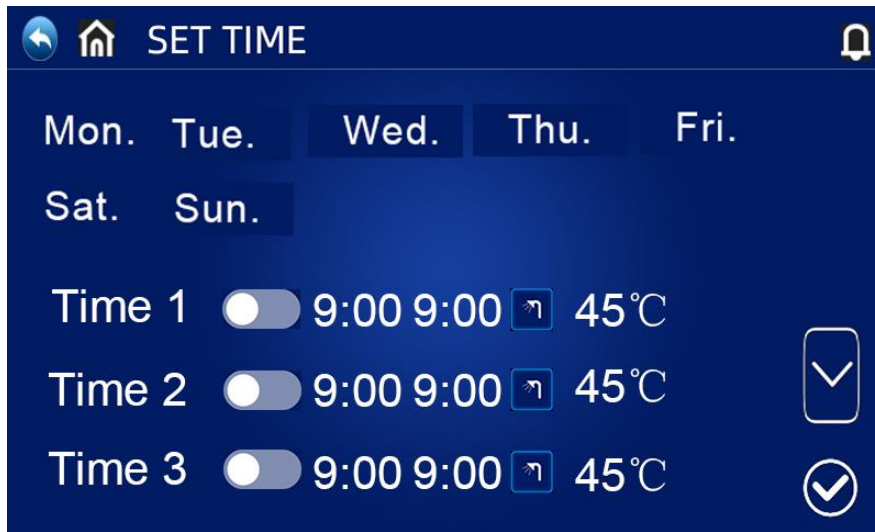 SET TIME
Mon. Tue. Wed. Thu. Fri.
Sat. Sun.
Time 1 9:00 9:00 45℃
Time 2 9:00 9:00 45℃
Time 3 9:00 9:00 45℃